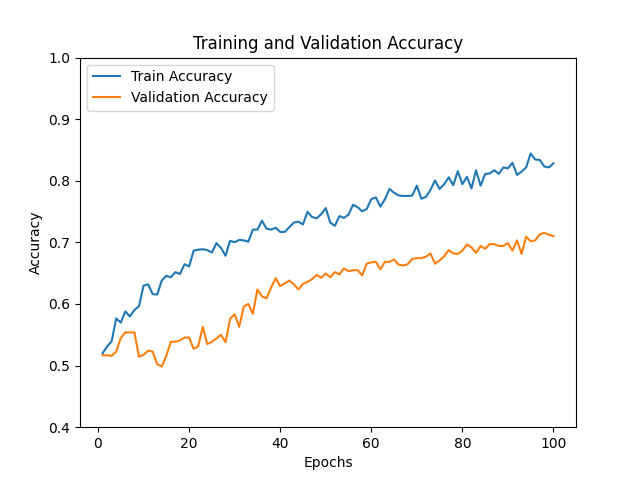 Training and Validation Accuracy
Train Accuracy
Validation Accuracy
Accuracy
1.0
0.9
0.8
0.7
0.6
0.5
0.4
0 20 40 60 80 100
Epochs